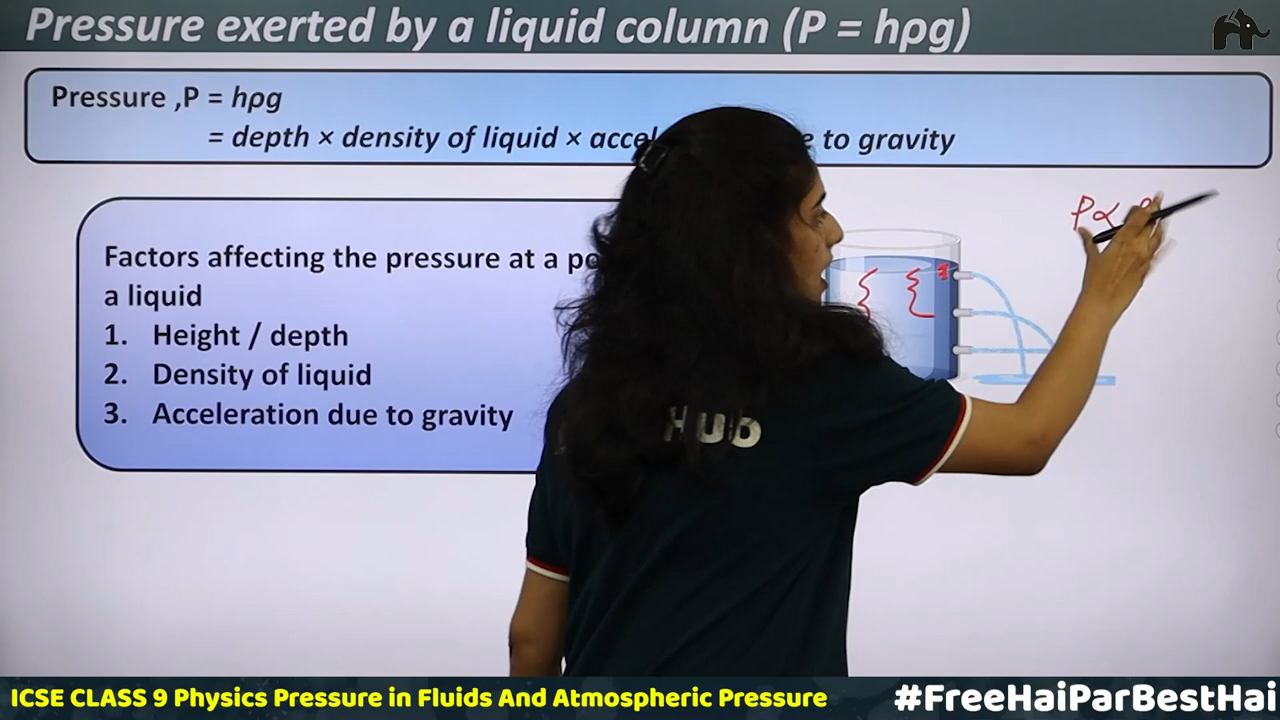 Pressure exerted by a liquid column (P = hρg)
Pressure ,P = hρg
= depth × density of liquid × to gravity
P ∝
Factors affecting the pressure at a
a liquid
1. Height / depth
2. Density of liquid
3. Acceleration due to gravity
Hub
ICSE CLASS 9 Physics Pressure in Fluids And Atmospheric Pressure
#FreeHaiParBestHai